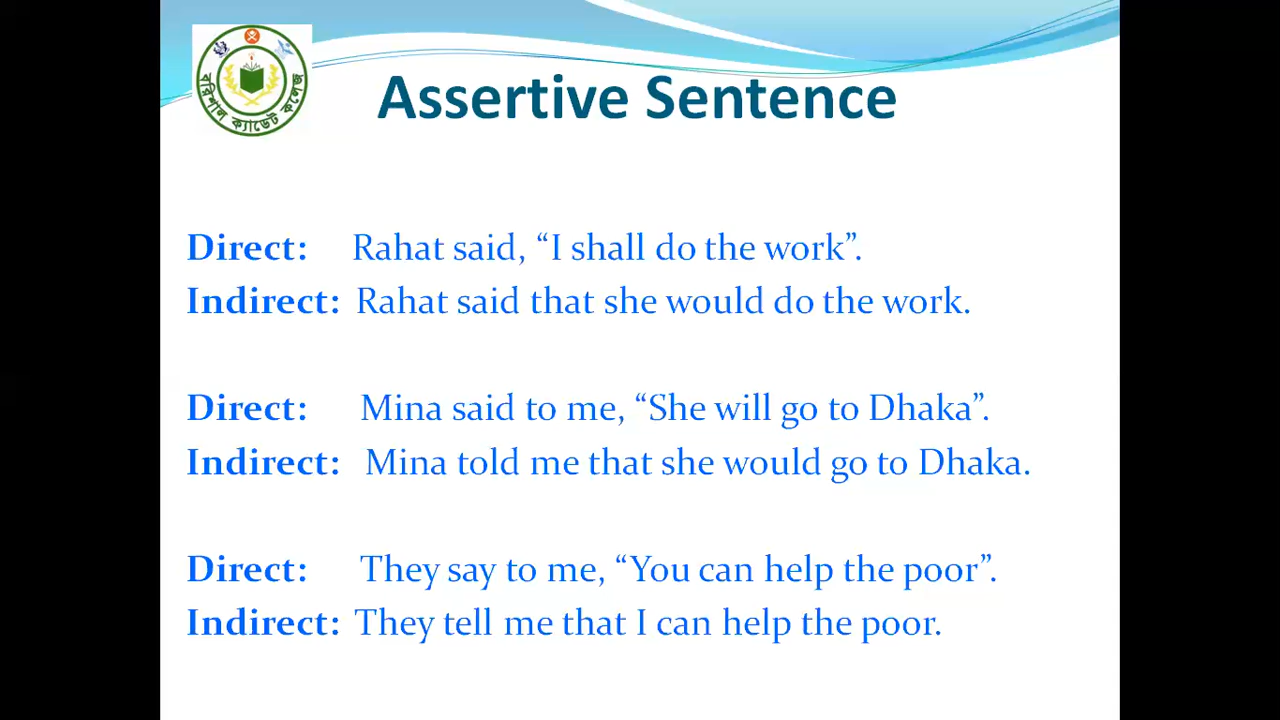 বরিশাল ক্যাডেট কলেজ
Assertive Sentence
Direct: Rahat said, “I shall do the work”.
Indirect: Rahat said that she would do the work.
Direct: Mina said to me, “She will go to Dhaka”.
Indirect: Mina told me that she would go to Dhaka.
Direct: They say to me, “You can help the poor”.
Indirect: They tell me that I can help the poor.